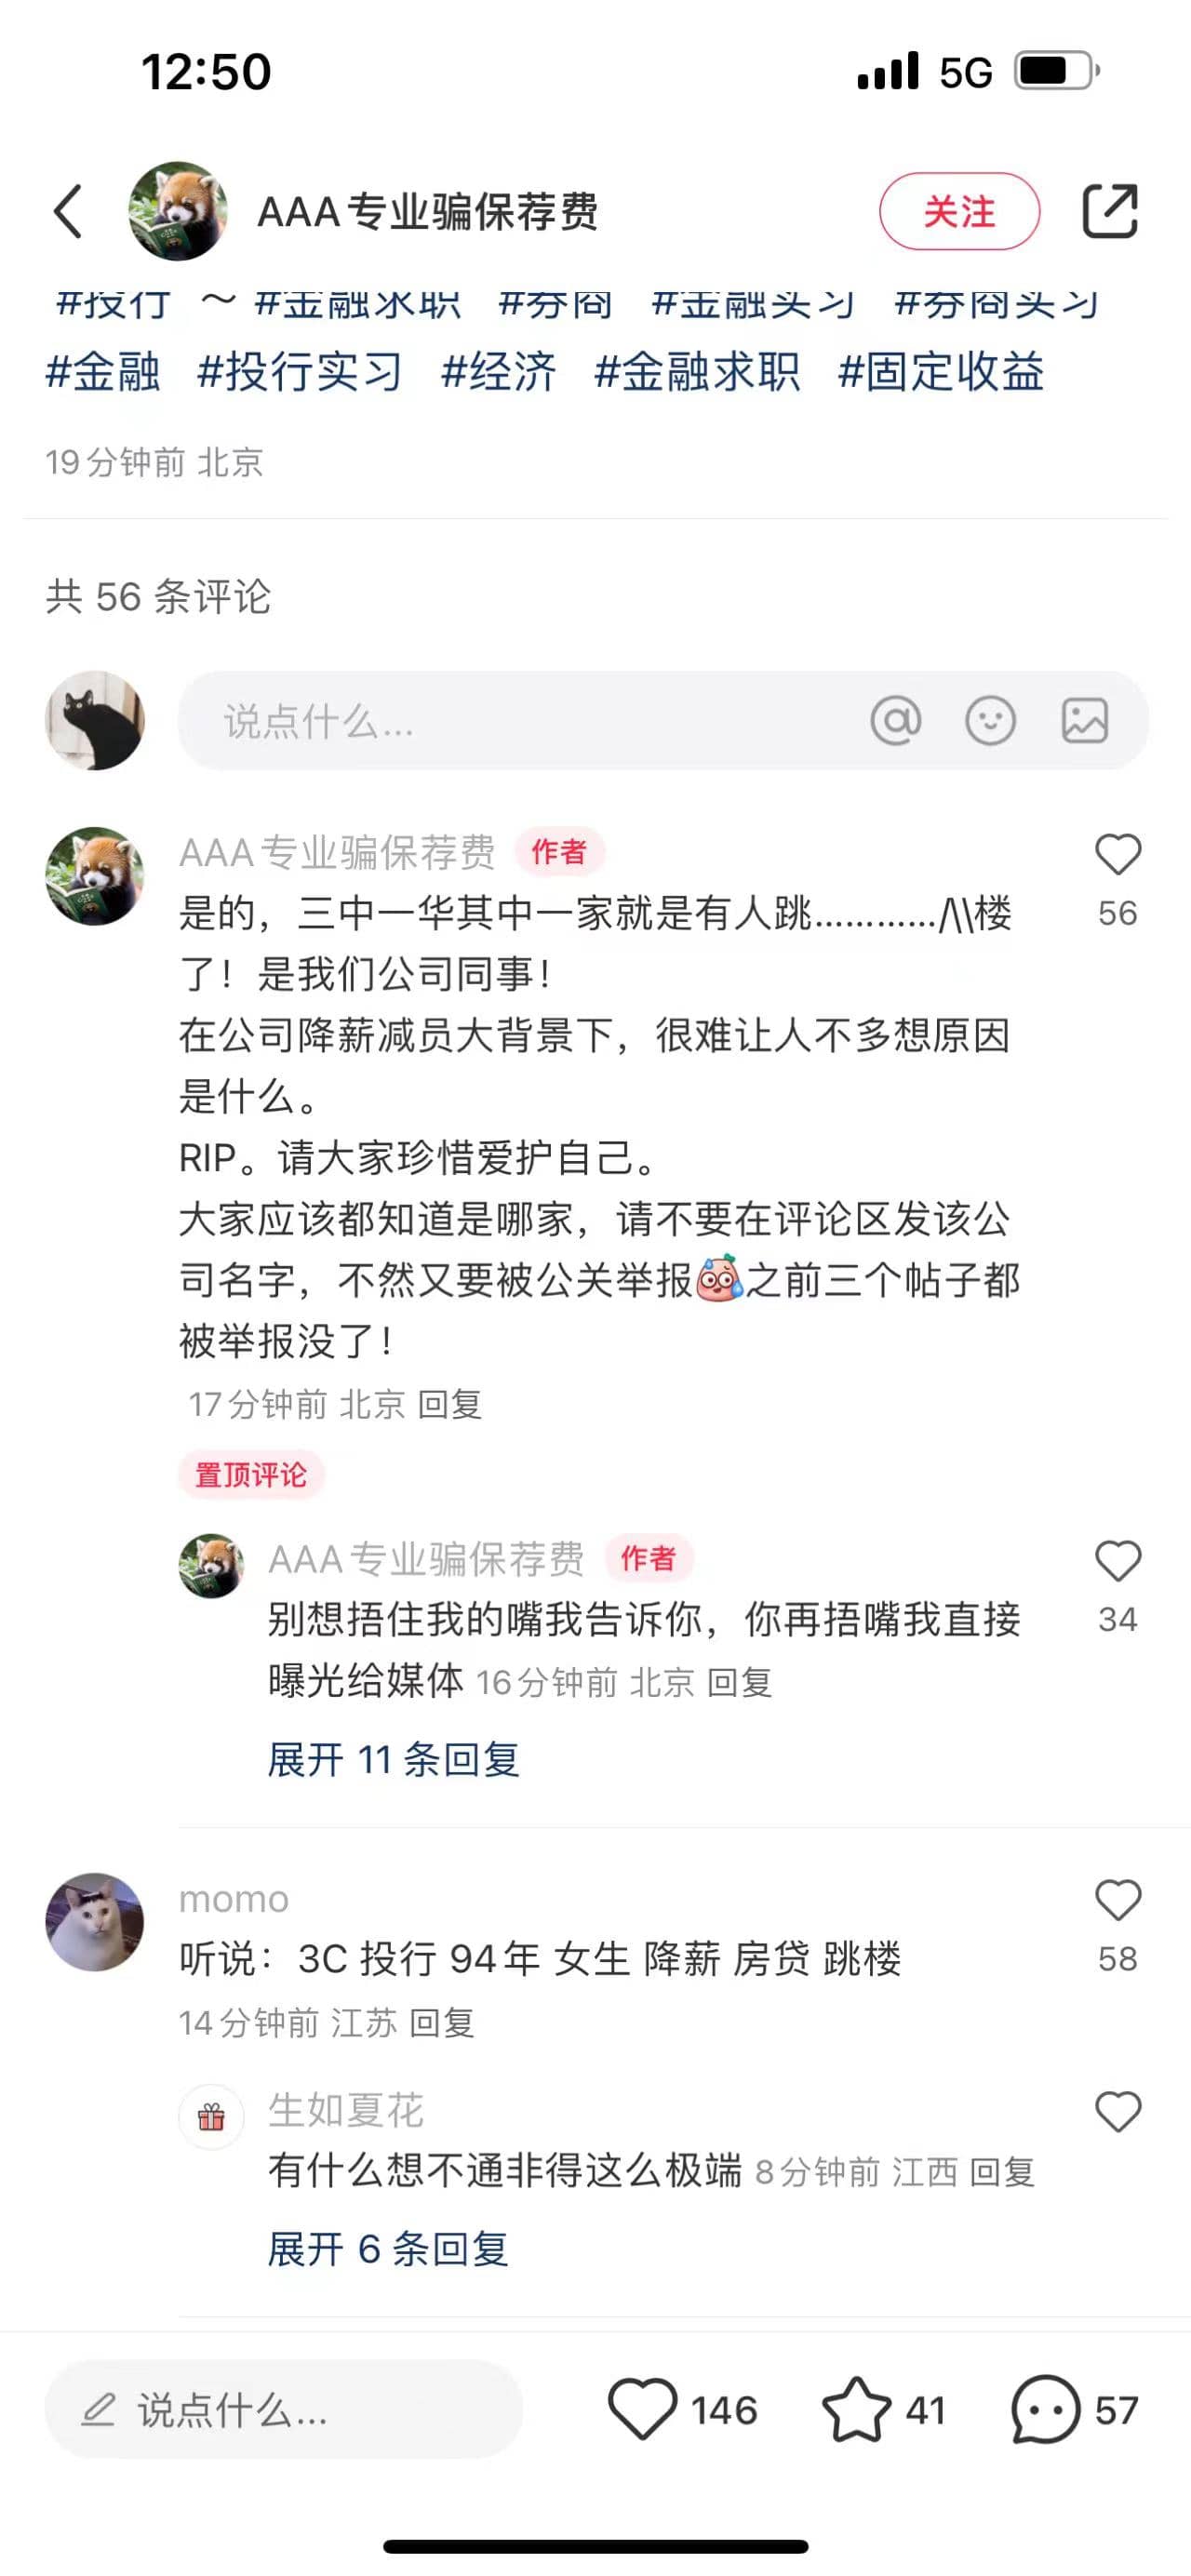 12:50
5G
AAA专业骗保荐费
关注
#投行 ～ #金融求职 #券商 #金融实习 #券商实习
#金融 #投行实习 #经济 #金融求职 #固定收益
19分钟前 北京
共 56 条评论
说点什么...
AAA专业骗保荐费 作者
是的，三中一华其中一家就是有人跳…………/\\楼
56
了！是我们公司同事！
在公司降薪减员大背景下，很难让人不多想原因
是什么。
RIP。请大家珍惜爱护自己。
大家应该都知道是哪家，请不要在评论区发该公
司名字，不然又要被公关举报之前三个帖子都
被举报没了！
17分钟前 北京 回复
置顶评论
AAA专业骗保荐费 作者
别想捂住我的嘴我告诉你，你再捂嘴我直接
34
曝光给媒体 16分钟前 北京 回复
展开 11 条回复
momo
听说：3C 投行 94年 女生 降薪 房贷 跳楼
58
14分钟前 江苏 回复
生如夏花
有什么想不通非得这么极端 8分钟前 江西 回复
展开 6 条回复
说点什么...
146
41
57